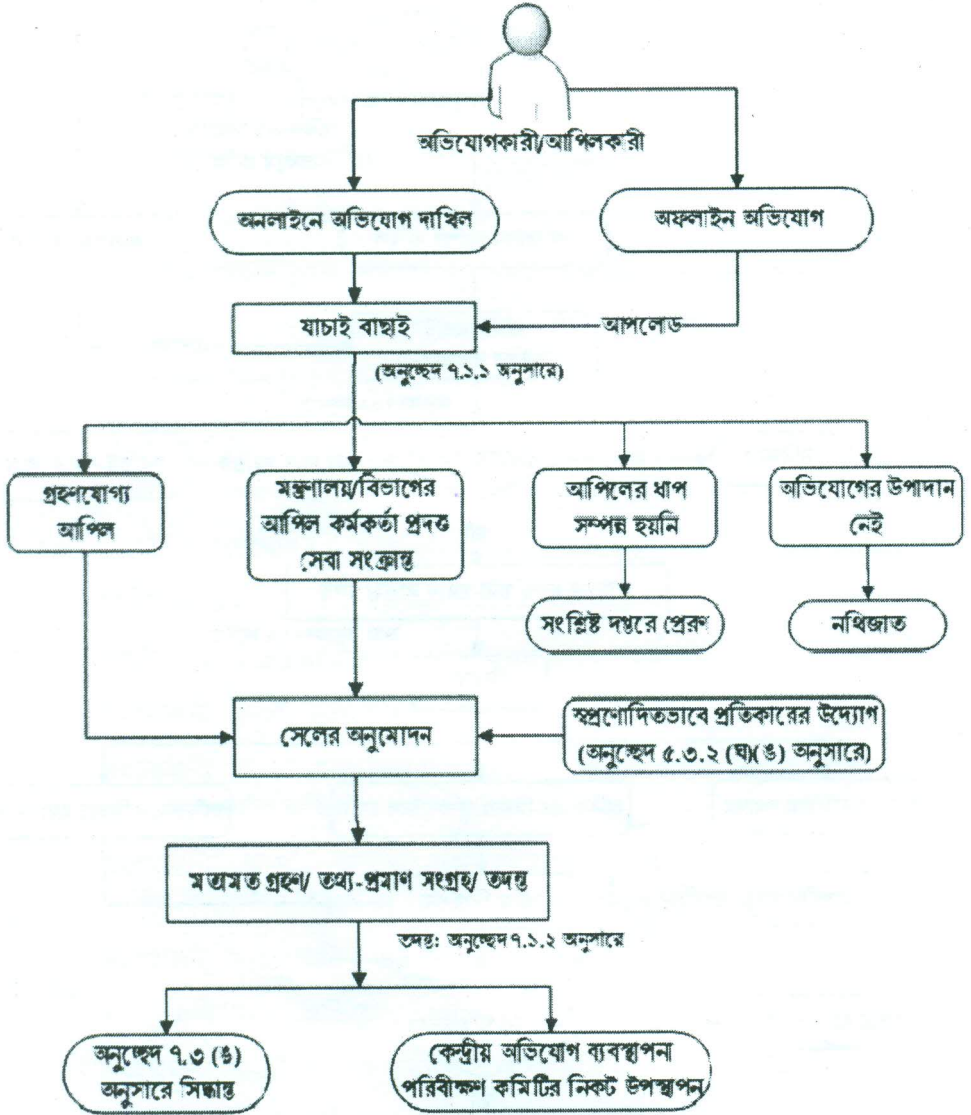 অভিযোগকারী/আপিলকারী
অনলাইনে অভিযোগ দাখিল
অফলাইন অভিযোগ
যাচাই বাছাই
আপলোড
(অনুচ্ছেদ ৭.১.১ অনুসারে)
গ্রহণযোগ্য
আপিল
মন্ত্রণালয়/বিভাগের
আপিল কর্মকর্তা প্রদত্ত
সেবা সংক্রান্ত
আপিলের ধাপ
সম্পন্ন হয়নি
অভিযোগের উপাদান
নেই
সংশ্লিষ্ট দপ্তরে প্রেরণ
নথিজাত
সেলের অনুমোদন
স্বপ্রণোদিতভাবে প্রতিকারের উদ্যোগ
(অনুচ্ছেদ ৫.৩.২ (ঘ)(ঙ) অনুসারে)
মতামত গ্রহণ/ তথ্য-প্রমাণ সংগ্রহ/ তদন্ত
তদন্ত: অনুচ্ছেদ ৭.১.২ অনুসারে
অনুচ্ছেদ ৭.৩ (ঙ)
অনুসারে সিদ্ধান্ত
কেন্দ্রীয় অভিযোগ ব্যবস্থাপনা
পরিবীক্ষণ কমিটির নিকট উপস্থাপন